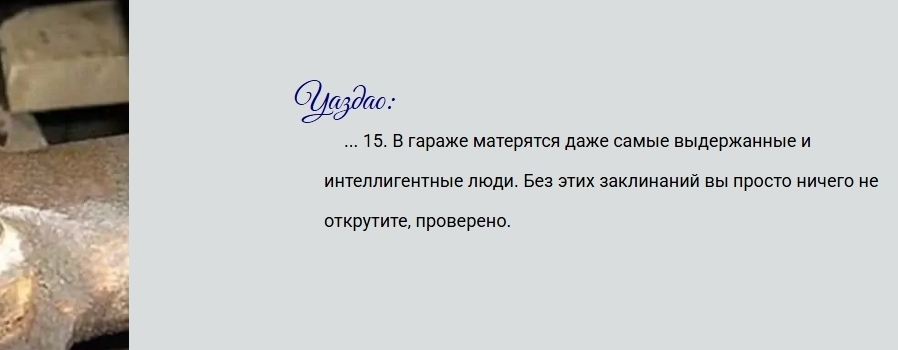 Уаздао:
... 15. В гараже матерятся даже самые выдержанные и
интеллигентные люди. Без этих заклинаний вы просто ничего не
открутите, проверено.